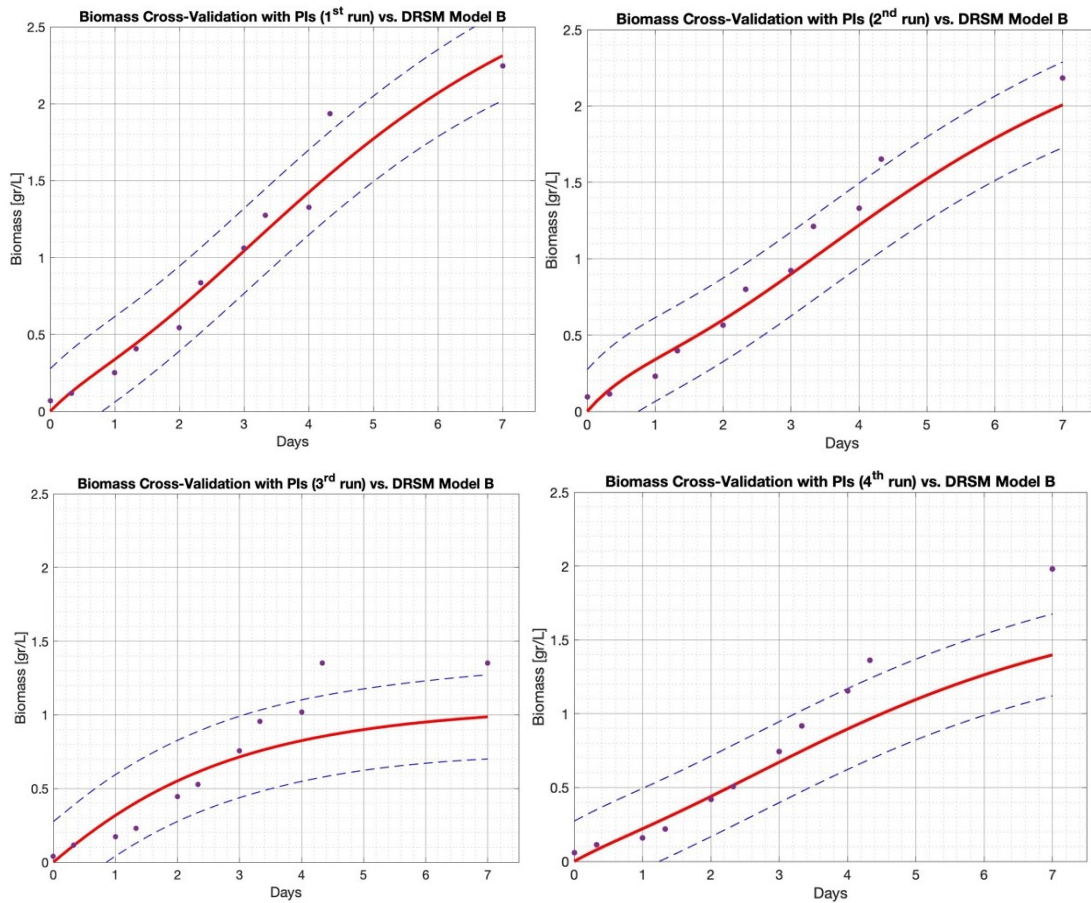 Biomass Cross-Validation with PIs (1st run) vs. DRSM Model B
2.5
2
1.5
1
0.5
0
Biomass [gr/L]
0 1 2 3 4 5 6 7
Days
Biomass Cross-Validation with PIs (2nd run) vs. DRSM Model B
2.5
2
1.5
1
0.5
0
Biomass [gr/L]
0 1 2 3 4 5 6 7
Days
Biomass Cross-Validation with PIs (3rd run) vs. DRSM Model B
2.5
2
1.5
1
0.5
0
Biomass [gr/L]
0 1 2 3 4 5 6 7
Days
Biomass Cross-Validation with PIs (4th run) vs. DRSM Model B
2.5
2
1.5
1
0.5
0
Biomass [gr/L]
0 1 2 3 4 5 6 7
Days